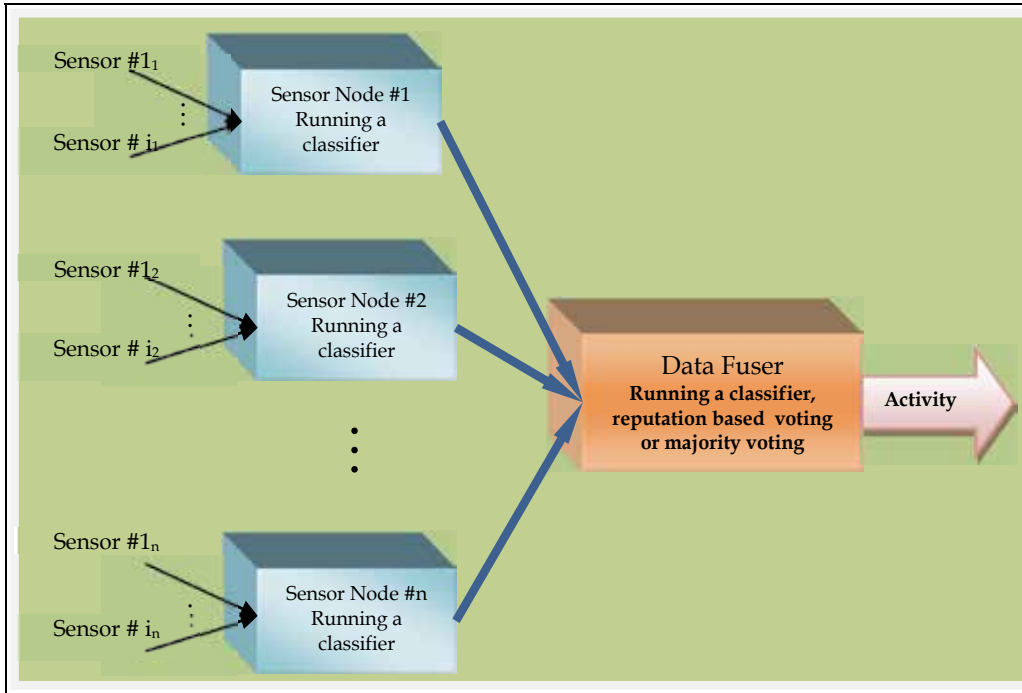 Sensor #1₁
Sensor # i₁
Sensor Node #1
Running a
classifier
Sensor #1₂
Sensor # i₂
Sensor Node #2
Running a
classifier
Data Fuser
Running a classifier,
reputation based voting
or majority voting
Activity
Sensor #1ₙ
Sensor # iₙ
Sensor Node #n
Running a
classifier